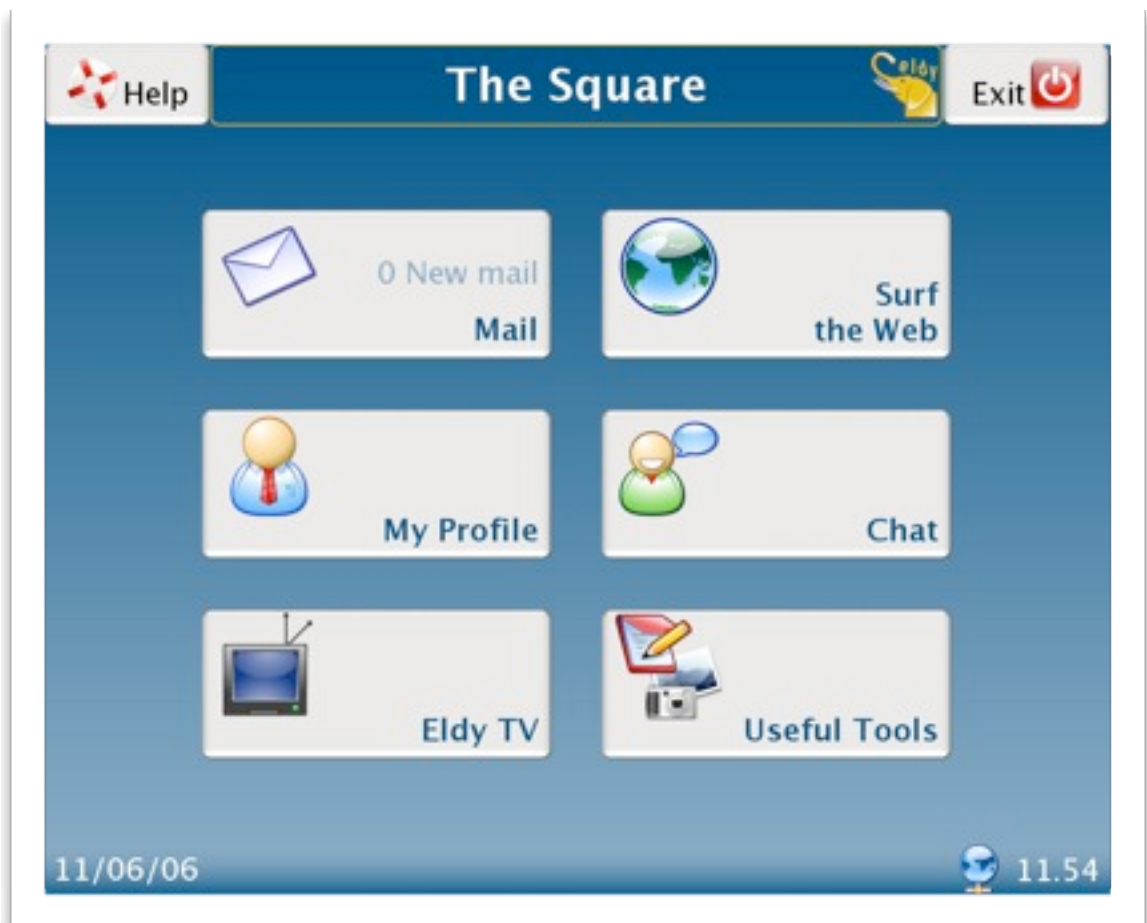 Help
The Square
eldy
Exit
0 New mail
Mail
Surf
the Web
My Profile
Chat
Eldy TV
Useful Tools
11/06/06
11.54